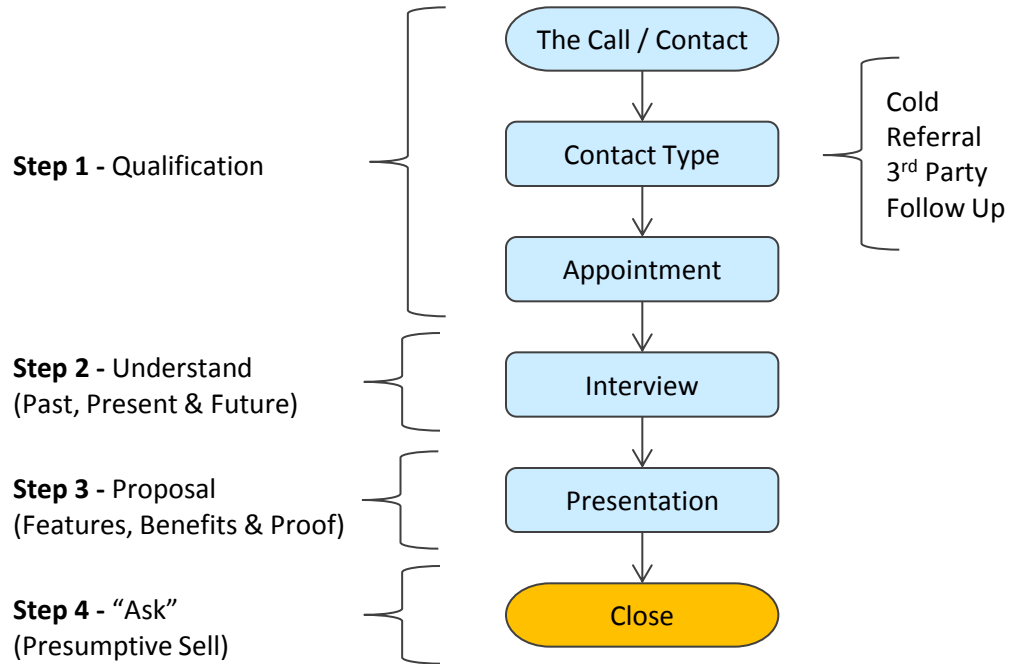 The Call / Contact
Step 1 - Qualification
Contact Type
Cold
Referral
3rd Party
Follow Up
Appointment
Step 2 - Understand
(Past, Present & Future)
Interview
Step 3 - Proposal
(Features, Benefits & Proof)
Presentation
Step 4 - “Ask”
(Presumptive Sell)
Close